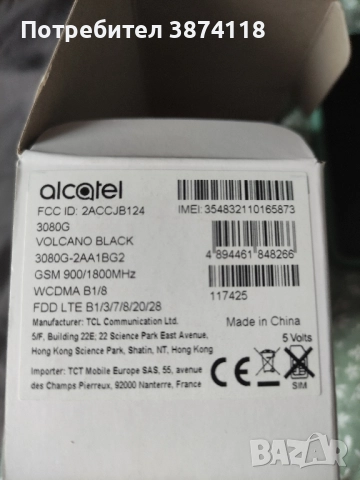 Потребител 3874118
alcatel
FCC ID: 2ACCJB124
3080G
VOLCANO BLACK
3080G-2AA1BG2
GSM 900/1800MHz
WCDMA B1/8
FDD LTE B1/3/7/8/20/28
IMEI: 354832110165873
4 894461 848266
117425
Manufacturer: TCL Communication Ltd.
5/F, Building 22E, 22 Science Park East Avenue,
Hong Kong Science Park, Shatin, NT, Hong Kong
Made in China
5 Volts
Importer: TCT Mobile Europe SAS, 55, avenue
des Champs Pierreux, 92000 Nanterre, France
CE
SIM
BAZAR
bg